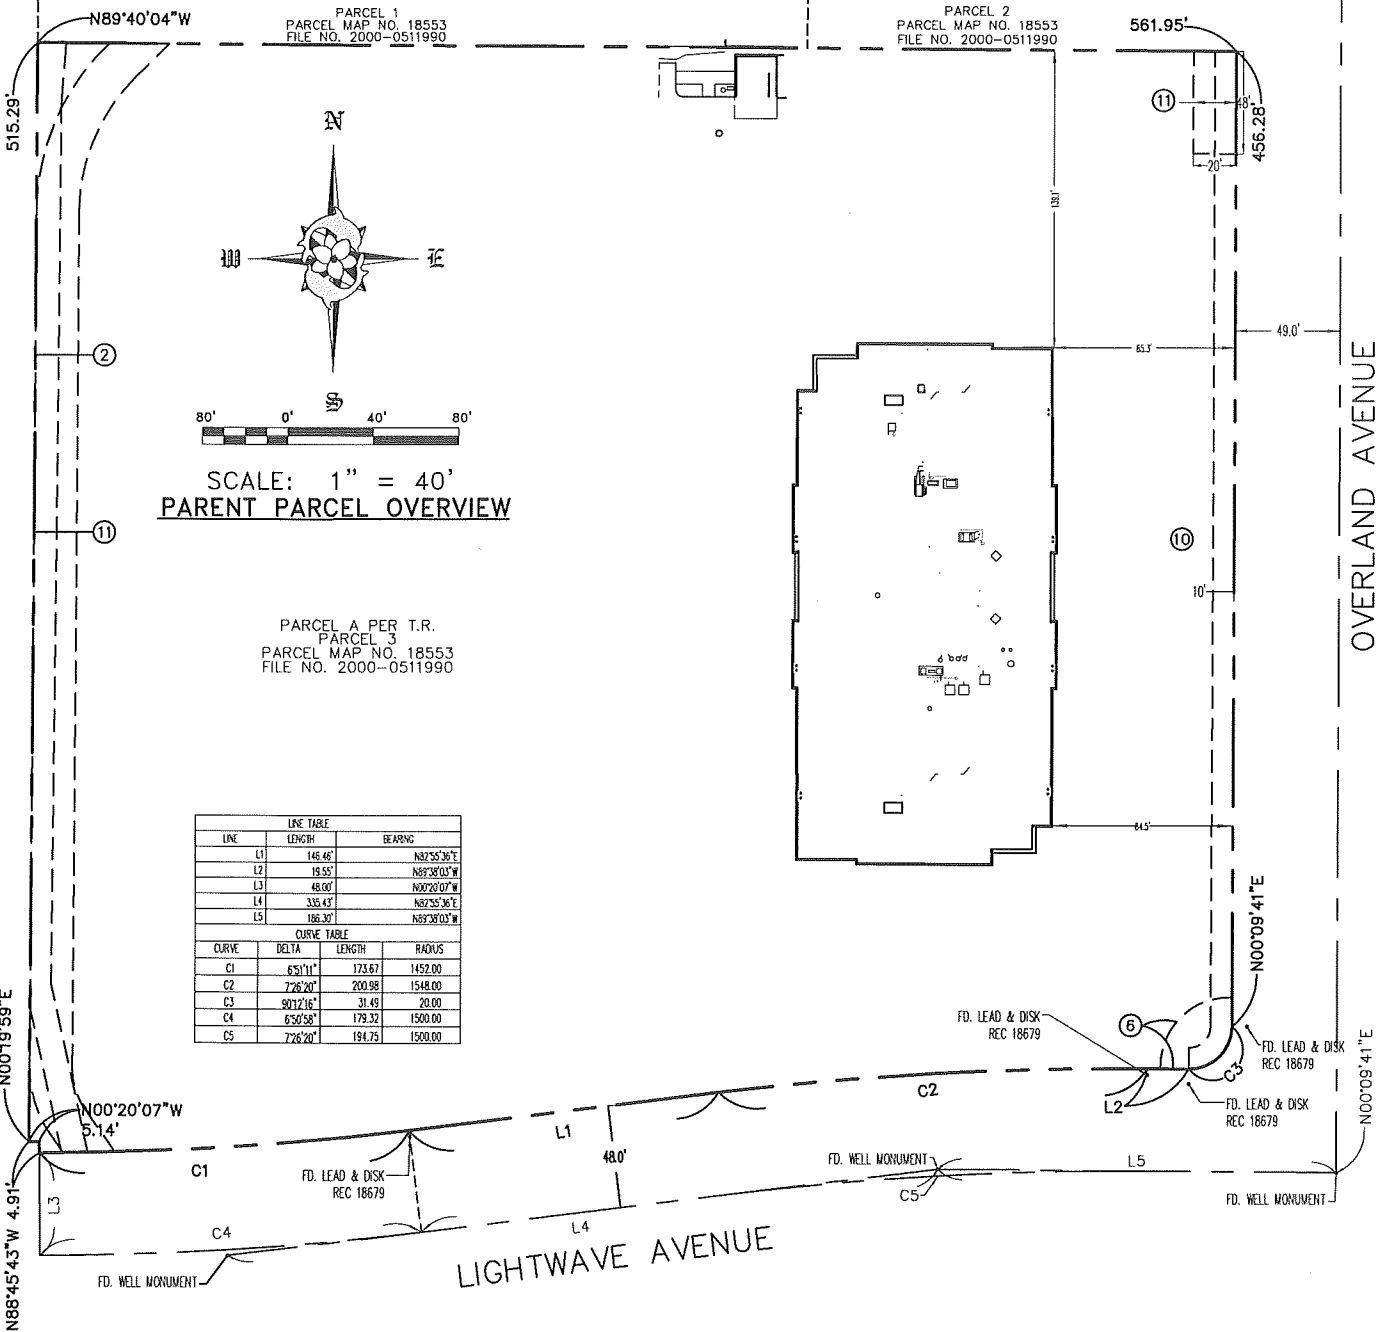 N89°40'04"W
PARCEL 1
PARCEL MAP NO. 18553
FILE NO. 2000-0511990
PARCEL 2
PARCEL MAP NO. 18553
FILE NO. 2000-0511990
561.95'
515.29'
11
48'
456.28'
20'
139.1'
N
W
E
S
2
49.0'
65.3'
OVERLAND AVENUE
80' 0' 40' 80'
SCALE: 1" = 40'
PARENT PARCEL OVERVIEW
11
10
10'
PARCEL A PER T.R.
PARCEL 3
PARCEL MAP NO. 18553
FILE NO. 2000-0511990
LINE TABLE
LINE LENGTH BEARING
L1 146.46' N82°55'36"E
L2 19.55' N89°38'03"W
L3 48.00' N00°20'07"W
L4 335.43' N82°55'36"E
L5 186.30' N89°38'03"W
CURVE TABLE
CURVE DELTA LENGTH RADIUS
C1 6°51'11" 173.67 1452.00
C2 7°26'20" 200.98 1548.00
C3 90°12'16" 31.49 20.00
C4 6°50'58" 179.32 1500.00
C5 7°26'20" 194.75 1500.00
64.5'
N00°09'41"E
N00°19'59"E
FD. LEAD & DISK
REC 18679
6
FD. LEAD & DISK
REC 18679
C3
N00°09'41"E
N00°20'07"W
5.14'
C2
L2
FD. LEAD & DISK
REC 18679
L1
48.0'
C1
FD. LEAD & DISK
REC 18679
FD. WELL MONUMENT
L5
C5
FD. WELL MONUMENT
L3
N88°45'43"W 4.91'
C4
L4
LIGHTWAVE AVENUE
FD. WELL MONUMENT